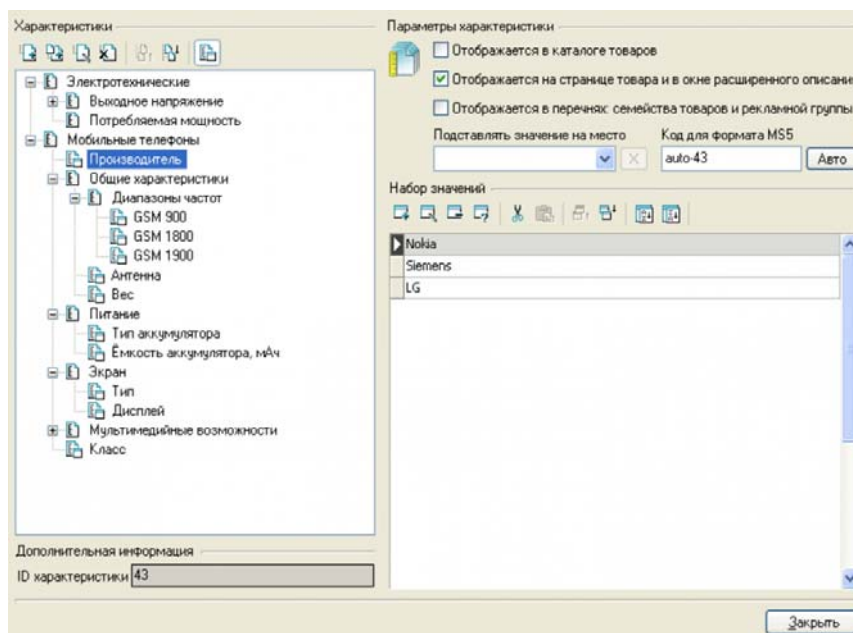 Характеристики
Электротехнические
Выходное напряжение
Потребляемая мощность
Мобильные телефоны
Производитель
Общие характеристики
Диапазоны частот
GSM 900
GSM 1800
GSM 1900
Антенна
Вес
Питание
Тип аккумулятора
Ёмкость аккумулятора, мАч
Экран
Тип
Дисплей
Мультимедийные возможности
Класс
Дополнительная информация
ID характеристики 43
Параметры характеристики
Отображается в каталоге товаров
Отображается на странице товара и в окне расширенного описание
Отображается в перечнях: семейства товаров и рекламной группы
Подставлять значение на место Код для формата MS5
auto-43 Авто
Набор значений
Nokia
Siemens
LG
Закрыть